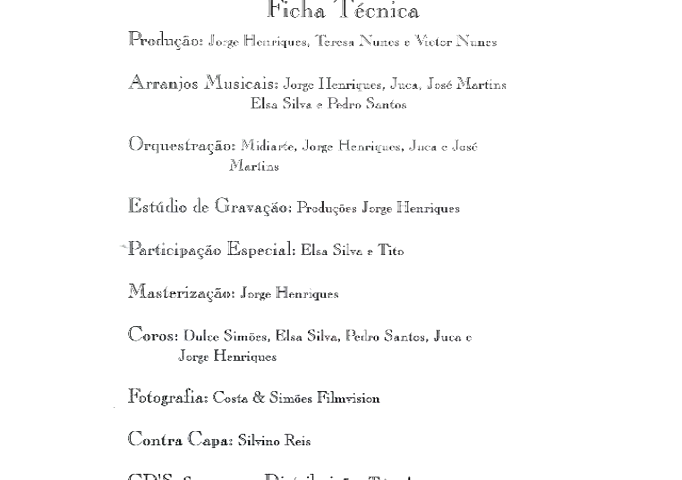 Ficha Técnica
Produção: Jorge Henriques, Teresa Nunes e Victor Nunes
Arranjos Musicais: Jorge Henriques, Juca, José Martins
Elsa Silva e Pedro Santos
Orquestração: Midiarte, Jorge Henriques, Juca e José
Martins
Estúdio de Gravação: Produções Jorge Henriques
Participação Especial: Elsa Silva e Tito
Masterização: Jorge Henriques
Coros: Dulce Simões, Elsa Silva, Pedro Santos, Juca e
Jorge Henriques
Fotografia: Costa & Simões Filmvision
Contra Capa: Silvino Reis